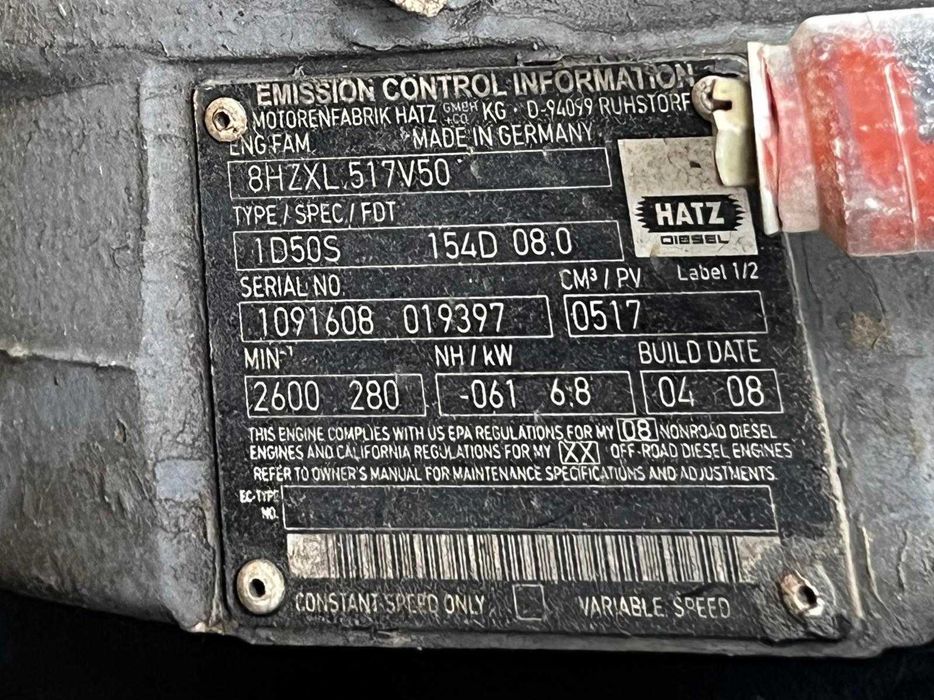 EMISSION CONTROL INFORMATION
MOTORENFABRIK HATZ GMBH +CO. KG · D-94099 RUHSTORF
ENG FAM MADE IN GERMANY
8HZXL.517V50
TYPE / SPEC / FDT
HATZ
DIESEL
1D50S 154D 08.0
SERIAL NO CM³ / PV Label 1/2
1091608 019397 0517
MIN⁻¹ NH / kW BUILD DATE
2600 280 -061 6.8 04 08
THIS ENGINE COMPLIES WITH US EPA REGULATIONS FOR MY 08 NONROAD DIESEL
ENGINES AND CALIFORNIA REGULATIONS FOR MY XX OFF-ROAD DIESEL ENGINES
REFER TO OWNER'S MANUAL FOR MAINTENANCE SPECIFICATIONS AND ADJUSTMENTS.
EC-TYPE
NO.
CONSTANT SPEED ONLY VARIABLE SPEED